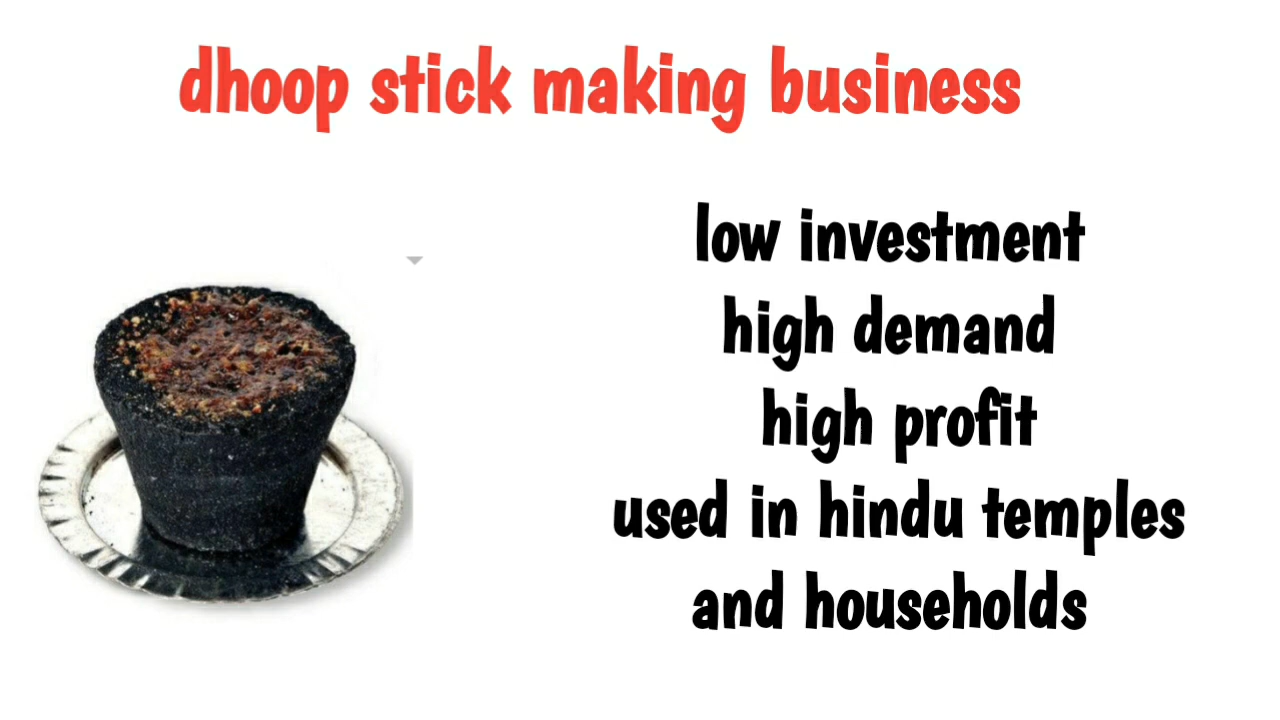 dhoop stick making business
low investment
high demand
high profit
used in hindu temples
and households